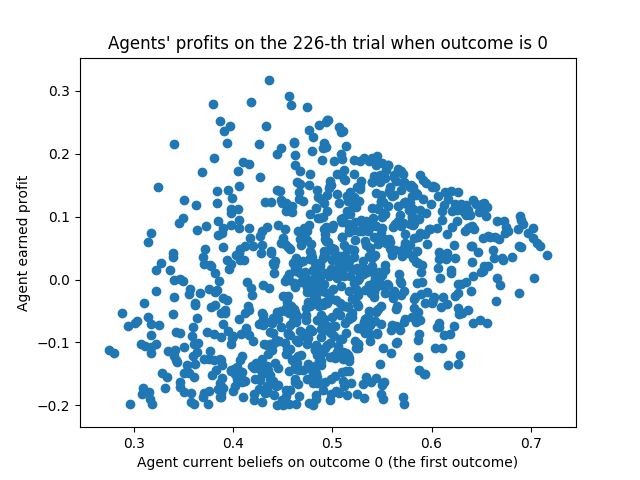 Agents' profits on the 226-th trial when outcome is 0
Agent earned profit
0.3
0.2
0.1
0.0
−0.1
−0.2
0.3 0.4 0.5 0.6 0.7
Agent current beliefs on outcome 0 (the first outcome)